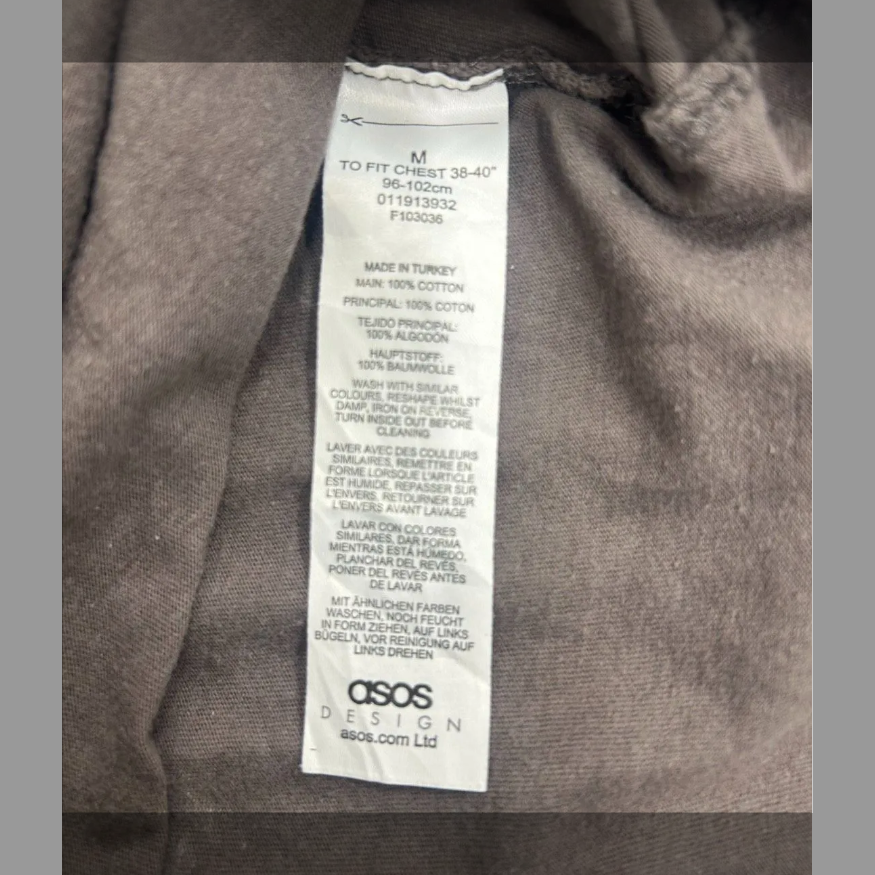 M
TO FIT CHEST 38-40"
96-102cm
011913932
F103036
MADE IN TURKEY
MAIN: 100% COTTON
PRINCIPAL: 100% COTON
TEJIDO PRINCIPAL:
100% ALGODÓN
HAUPTSTOFF:
100% BAUMWOLLE
WASH WITH SIMILAR
COLOURS, RESHAPE WHILST
DAMP, IRON ON REVERSE,
TURN INSIDE OUT BEFORE
CLEANING
LAVER AVEC DES COULEURS
SIMILAIRES, REMETTRE EN
FORME LORSQUE L'ARTICLE
EST HUMIDE, REPASSER SUR
L'ENVERS, RETOURNER SUR
L'ENVERS AVANT LAVAGE
LAVAR CON COLORES
SIMILARES, DAR FORMA
MIENTRAS ESTÁ HÚMEDO,
PLANCHAR DEL REVÉS,
PONER DEL REVÉS ANTES
DE LAVAR
MIT ÄHNLICHEN FARBEN
WASCHEN, NOCH FEUCHT
IN FORM ZIEHEN, AUF LINKS
BÜGELN, VOR REINIGUNG AUF
LINKS DREHEN
asos
DESIGN
asos.com Ltd